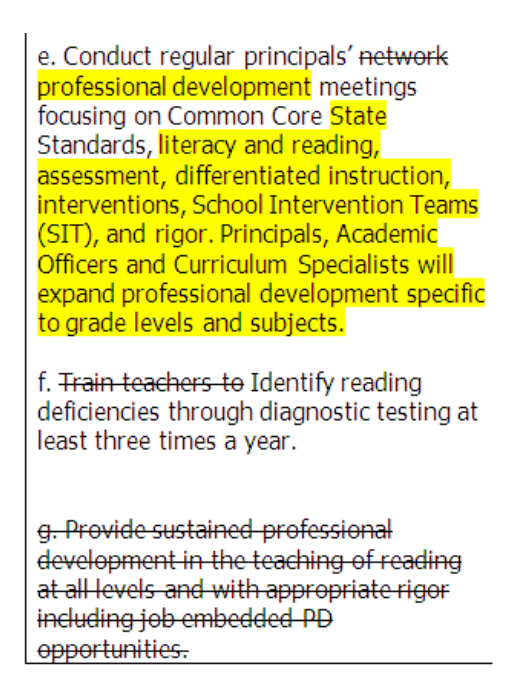 e. Conduct regular principals’ network
professional development meetings
focusing on Common Core State
Standards, literacy and reading,
assessment, differentiated instruction,
interventions, School Intervention Teams
(SIT), and rigor. Principals, Academic
Officers and Curriculum Specialists will
expand professional development specific
to grade levels and subjects.
f. Train teachers to Identify reading
deficiencies through diagnostic testing at
least three times a year.
g. Provide sustained professional
development in the teaching of reading
at all levels and with appropriate rigor
including job embedded PD
opportunities.